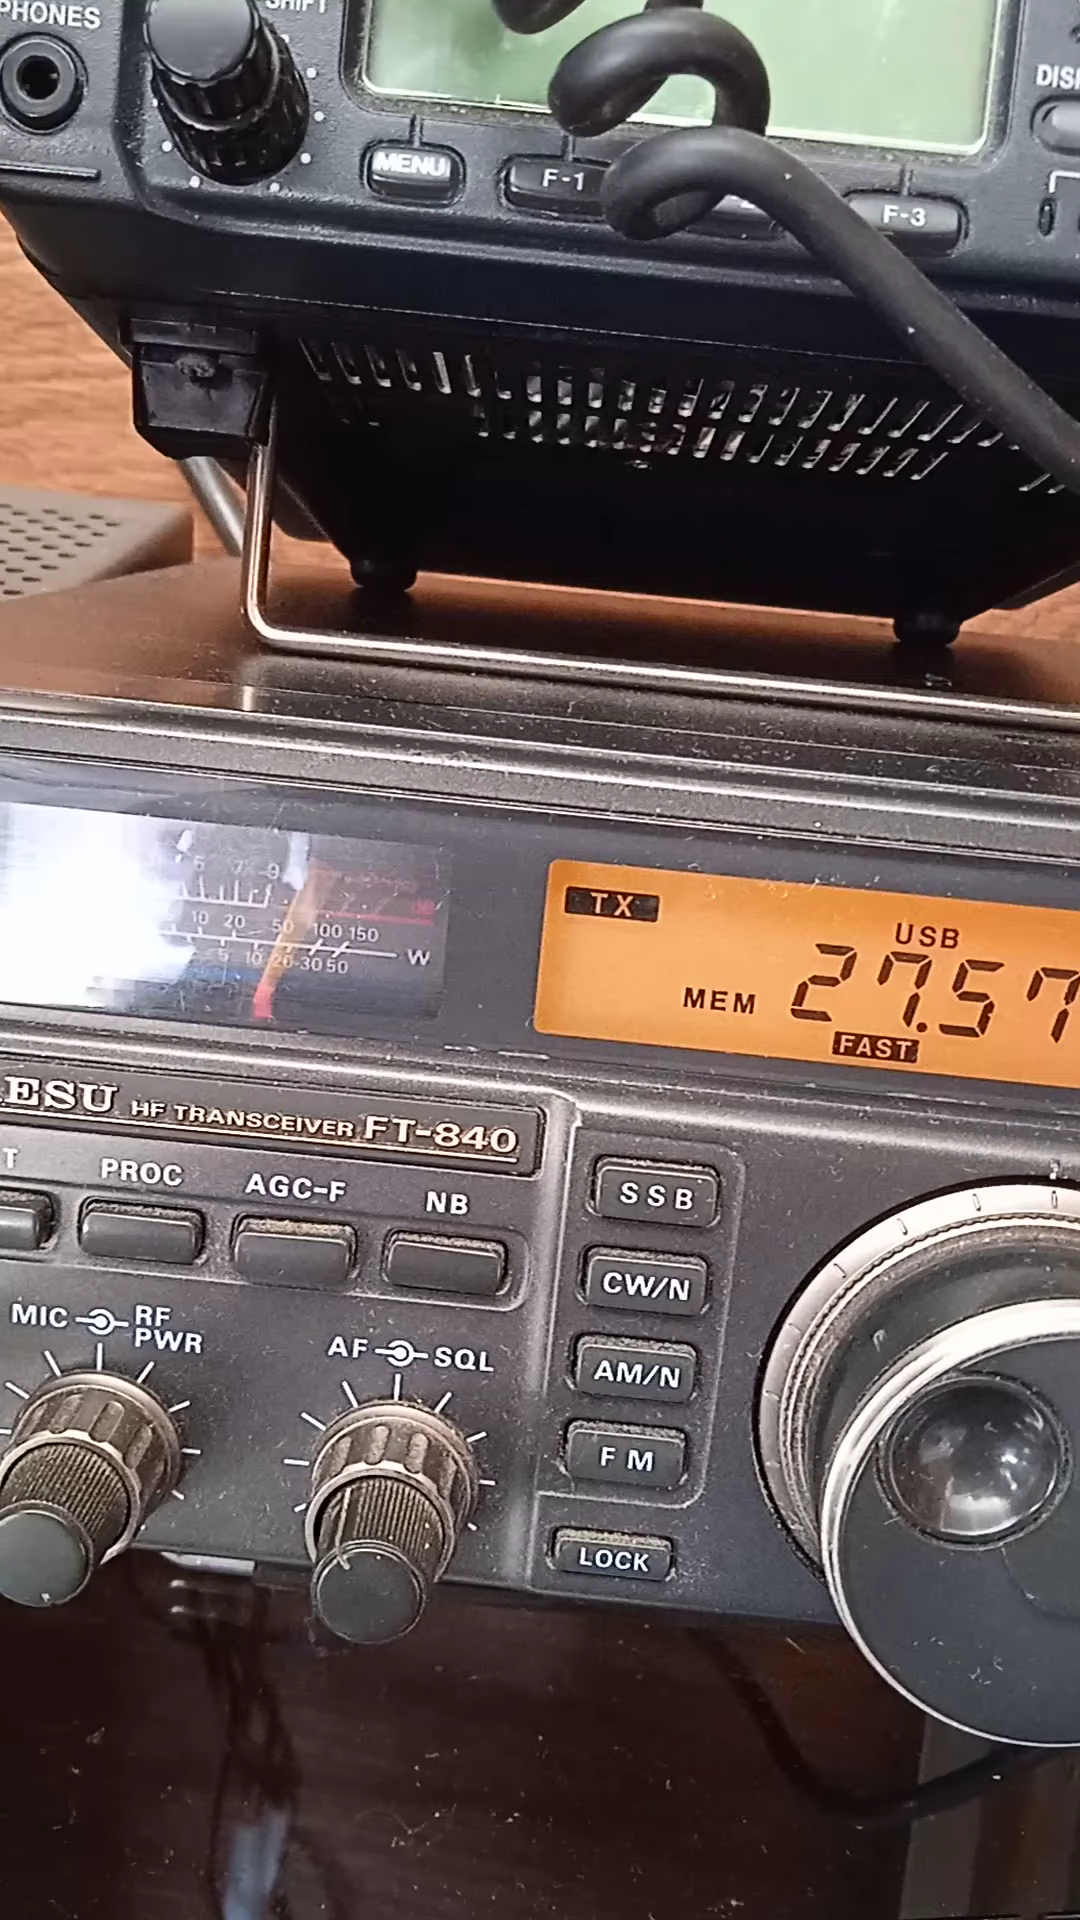 PHONES
SHIFT
DIS
MENU
F-1
F-3
5 7 9
10 20 50 100 150
W
5 10 20 30 50
dB
TX
USB
MEM 27.57
FAST
ESU HF TRANSCEIVER FT-840
T PROC AGC-F NB
SSB
CW/N
AM/N
FM
LOCK
MIC RF
PWR
AF SQL